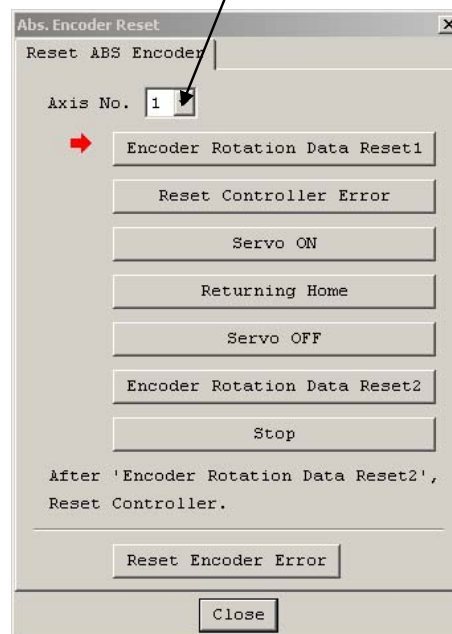 Abs. Encoder Reset
Reset ABS Encoder
Axis No. 1
Encoder Rotation Data Reset1
Reset Controller Error
Servo ON
Returning Home
Servo OFF
Encoder Rotation Data Reset2
Stop
After 'Encoder Rotation Data Reset2',
Reset Controller.
Reset Encoder Error
Close